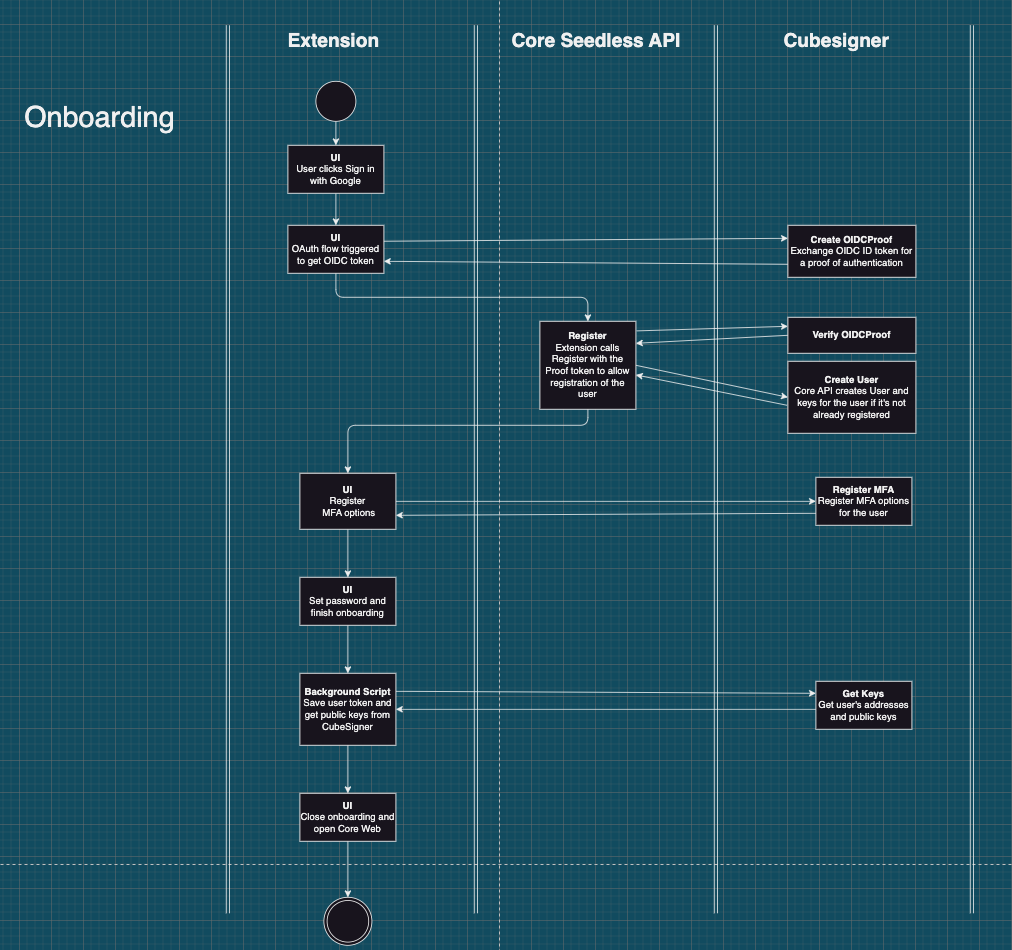 Extension
Core Seedless API
Cubesigner
Onboarding
UI
User clicks Sign in
with Google
UI
OAuth flow triggered
to get OIDC token
Create OIDCProof
Exchange OIDC ID token for
a proof of authentication
Register
Extension calls
Register with the
Proof token to allow
registration of the
user
Verify OIDCProof
Create User
Core API creates User and
keys for the user if it's not
already registered
UI
Register
MFA options
Register MFA
Register MFA options
for the user
UI
Set password and
finish onboarding
Background Script
Save user token and
get public keys from
CubeSigner
Get Keys
Get user's addresses
and public keys
UI
Close onboarding and
open Core Web